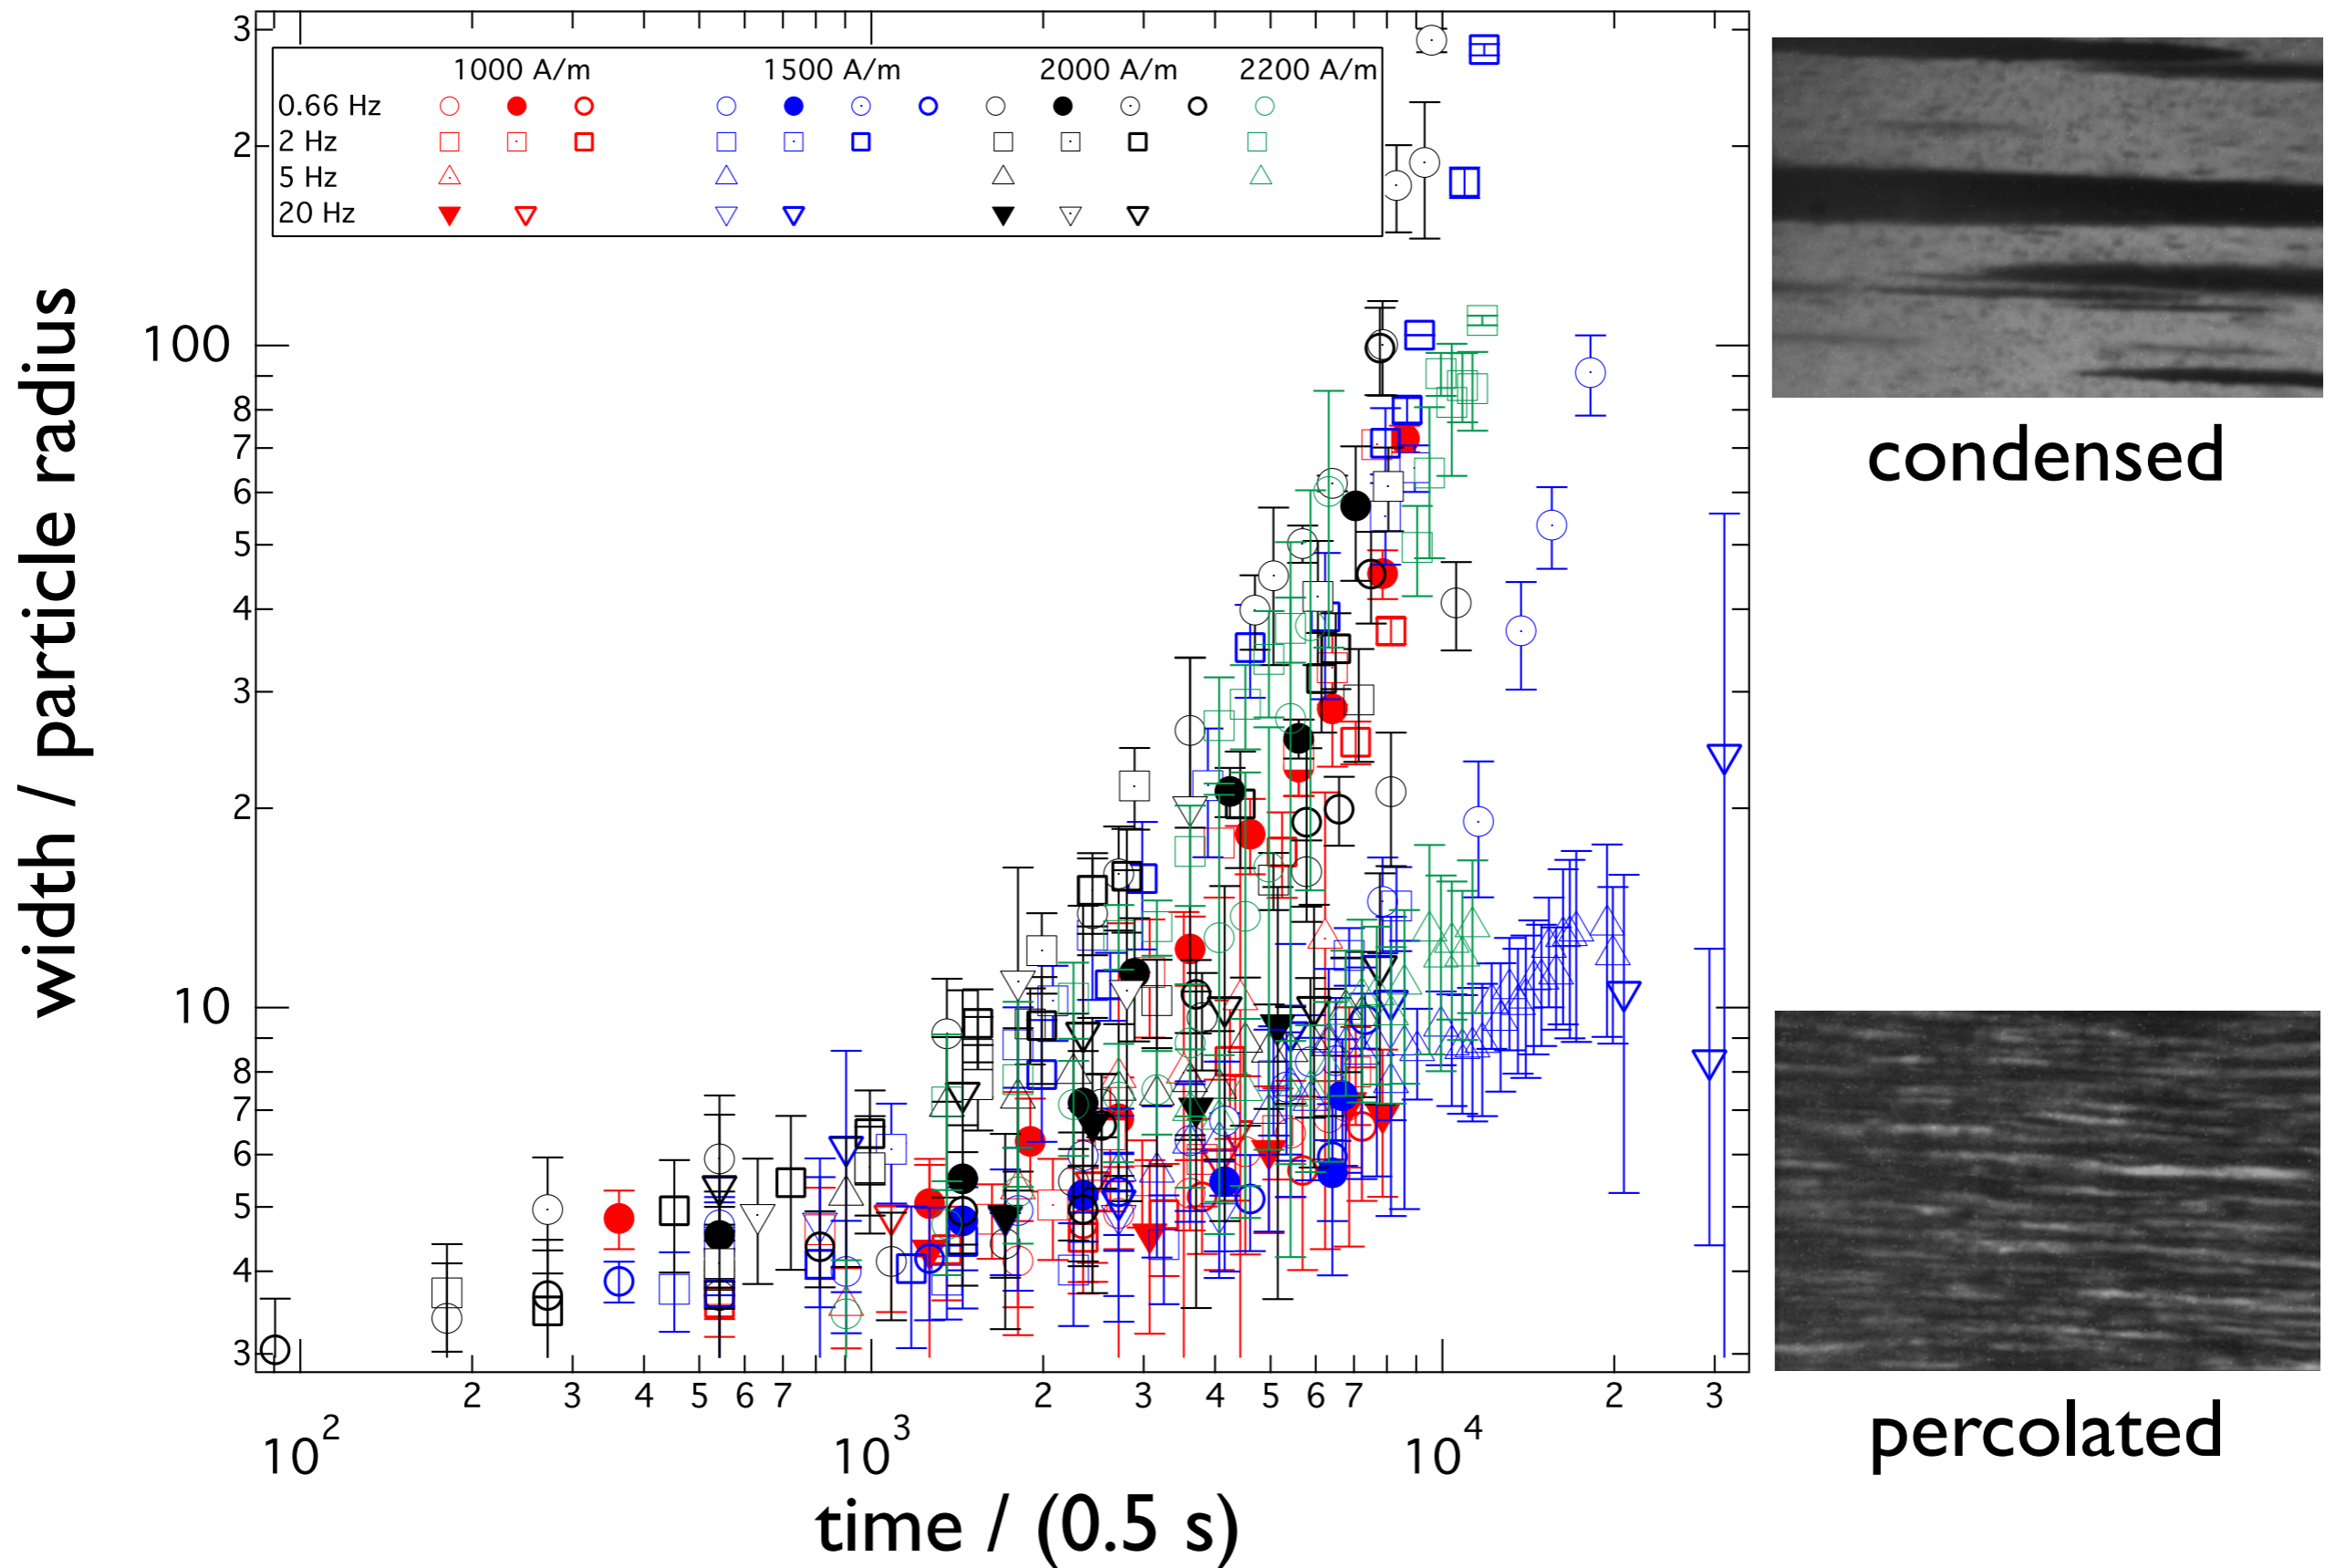 1000 A/m 1500 A/m 2000 A/m 2200 A/m
0.66 Hz
2 Hz
5 Hz
20 Hz
width / particle radius
3
2
100
8
7
6
5
4
3
2
10
8
7
6
5
4
3
2 3 4 5 6 7 2 3 4 5 6 7 2 3
10² 10³ 10⁴
time / (0.5 s)
condensed
percolated